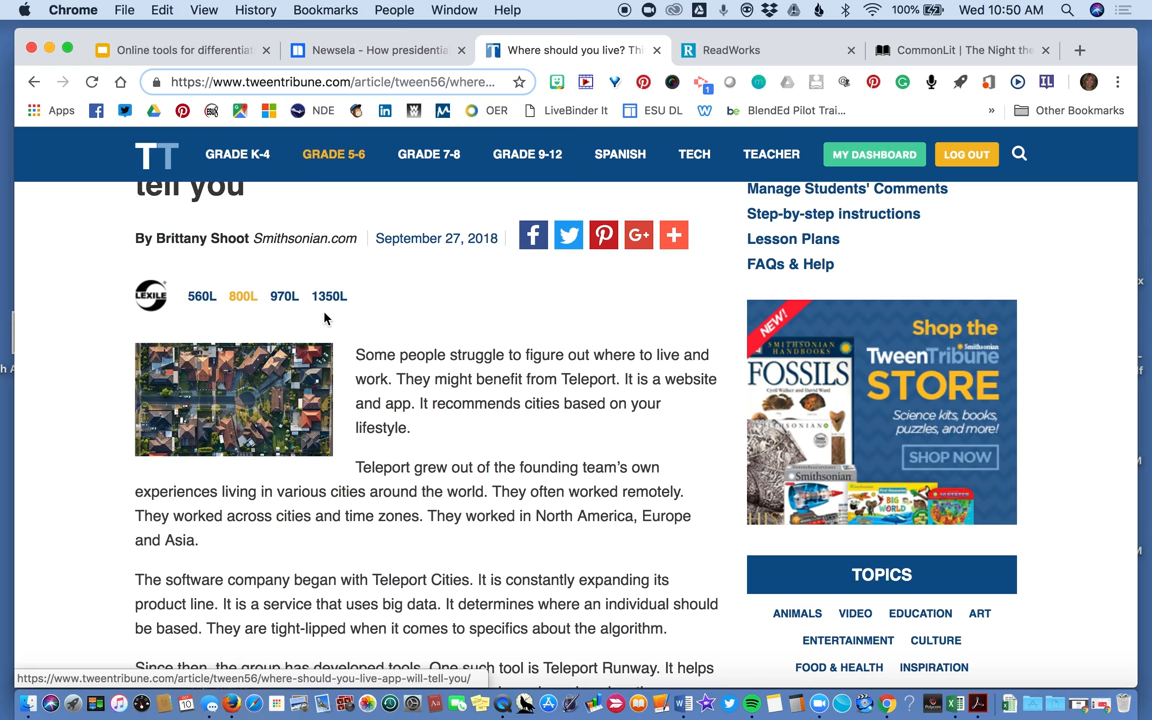 Chrome File Edit View History Bookmarks People Window Help 100% Wed 10:50 AM
Online tools for differentiat × Newsela - How presidentia × Where should you live? Thi × ReadWorks × CommonLit | The Night the ×
https://www.tweentribune.com/article/tween56/where...
Apps NDE OER LiveBinder It ESU DL BlendEd Pilot Trai... » Other Bookmarks
TT GRADE K-4 GRADE 5-6 GRADE 7-8 GRADE 9-12 SPANISH TECH TEACHER MY DASHBOARD LOG OUT
tell you
By Brittany Shoot Smithsonian.com September 27, 2018
LEXILE 560L 800L 970L 1350L
Some people struggle to figure out where to live and
work. They might benefit from Teleport. It is a website
and app. It recommends cities based on your
lifestyle.
Teleport grew out of the founding team's own
experiences living in various cities around the world. They often worked remotely.
They worked across cities and time zones. They worked in North America, Europe
and Asia.
The software company began with Teleport Cities. It is constantly expanding its
product line. It is a service that uses big data. It determines where an individual should
be based. They are tight-lipped when it comes to specifics about the algorithm.
Since then, the group has developed tools. One such tool is Teleport Runway. It helps
Manage Students' Comments
Step-by-step instructions
Lesson Plans
FAQs & Help
NEW!
SMITHSONIAN HANDBOOKS
FOSSILS
Shop the
Smithsonian
TweenTribune
STORE
Science kits, books,
puzzles, and more!
SHOP NOW
TOPICS
ANIMALS VIDEO EDUCATION ART
ENTERTAINMENT CULTURE
FOOD & HEALTH INSPIRATION
https://www.tweentribune.com/article/tween56/where-should-you-live-app-will-tell-you/